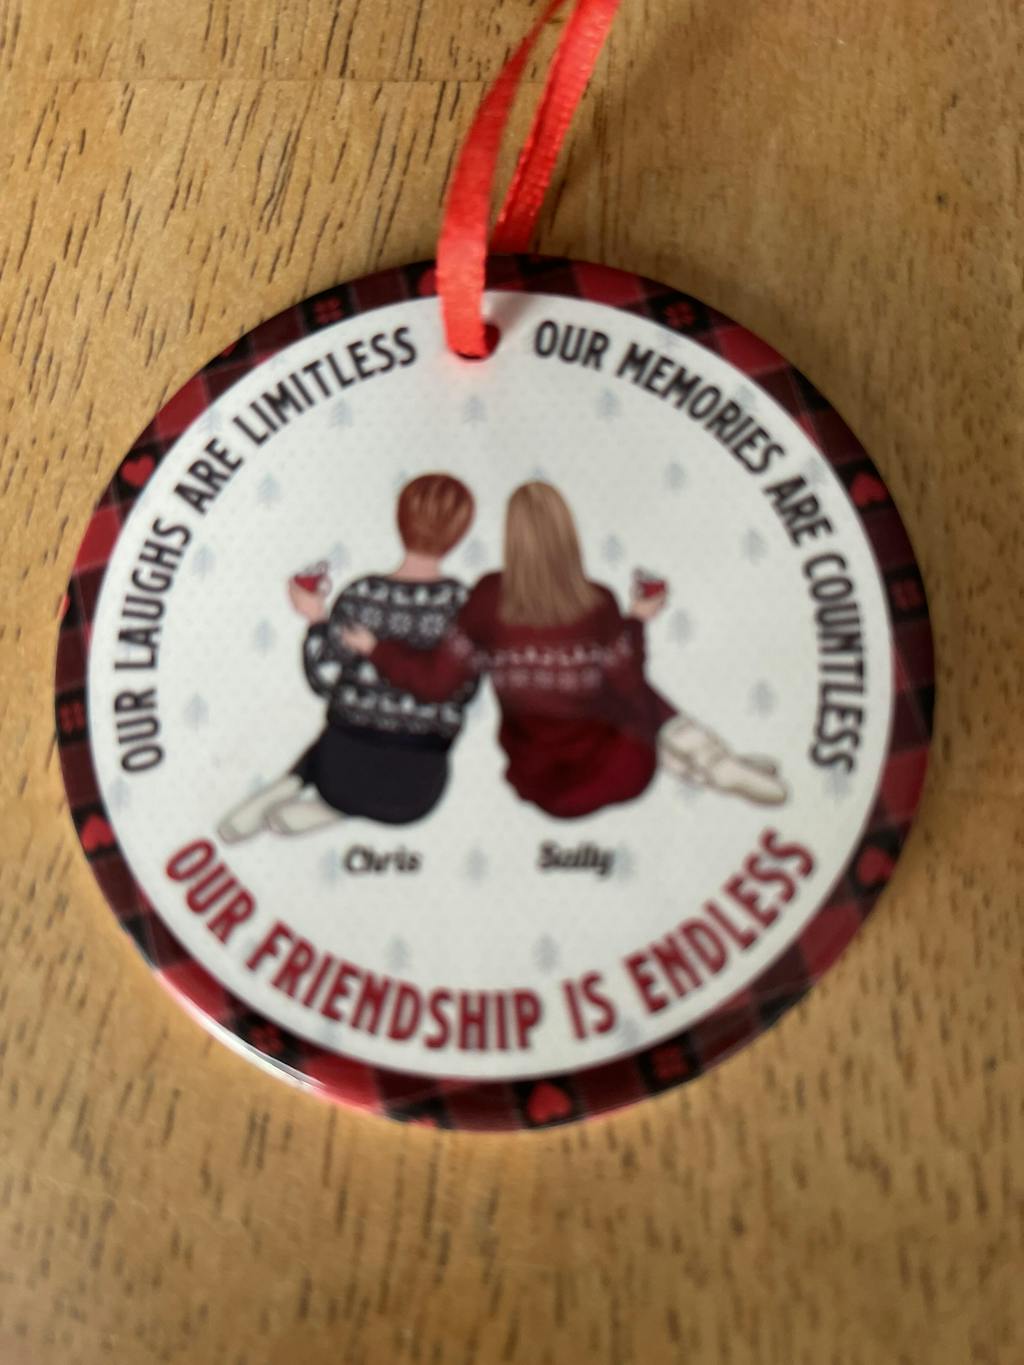 OUR LAUGHS ARE LIMITLESS
OUR MEMORIES ARE COUNTLESS
Chris
Sally
OUR FRIENDSHIP IS ENDLESS